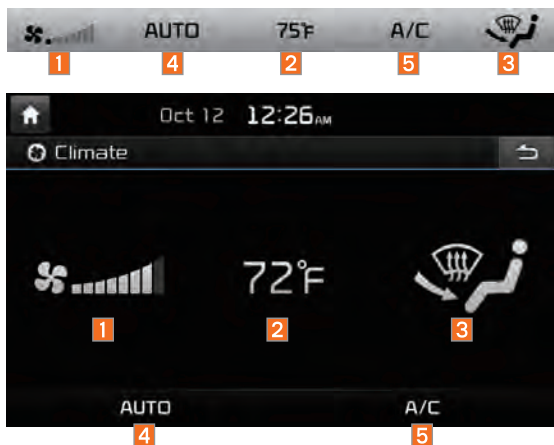 AUTO 75°F A/C
1 4 2 5 3
Oct 12 12:26AM
Climate
72°F
1 2 3
AUTO A/C
4 5